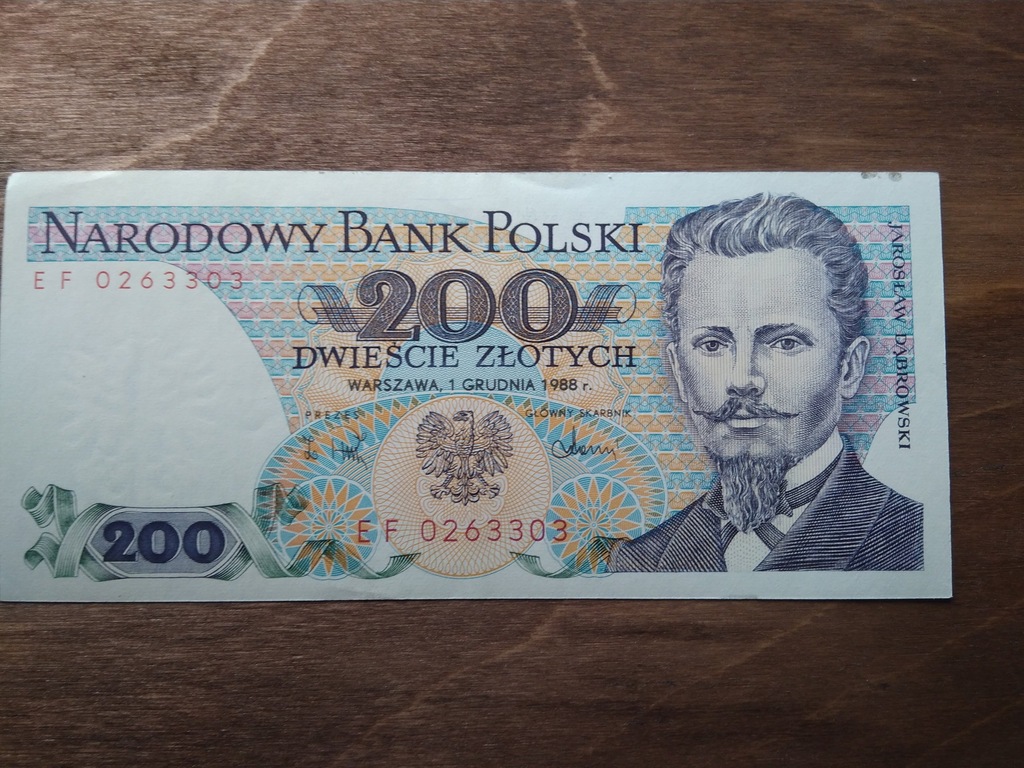 NARODOWY BANK POLSKI
EF 0263303
200
DWIEŚCIE ZŁOTYCH
WARSZAWA, 1 GRUDNIA 1988 r.
PREZES
GŁÓWNY SKARBNIK
EF 0263303
200
JAROSŁAW DĄBROWSKI